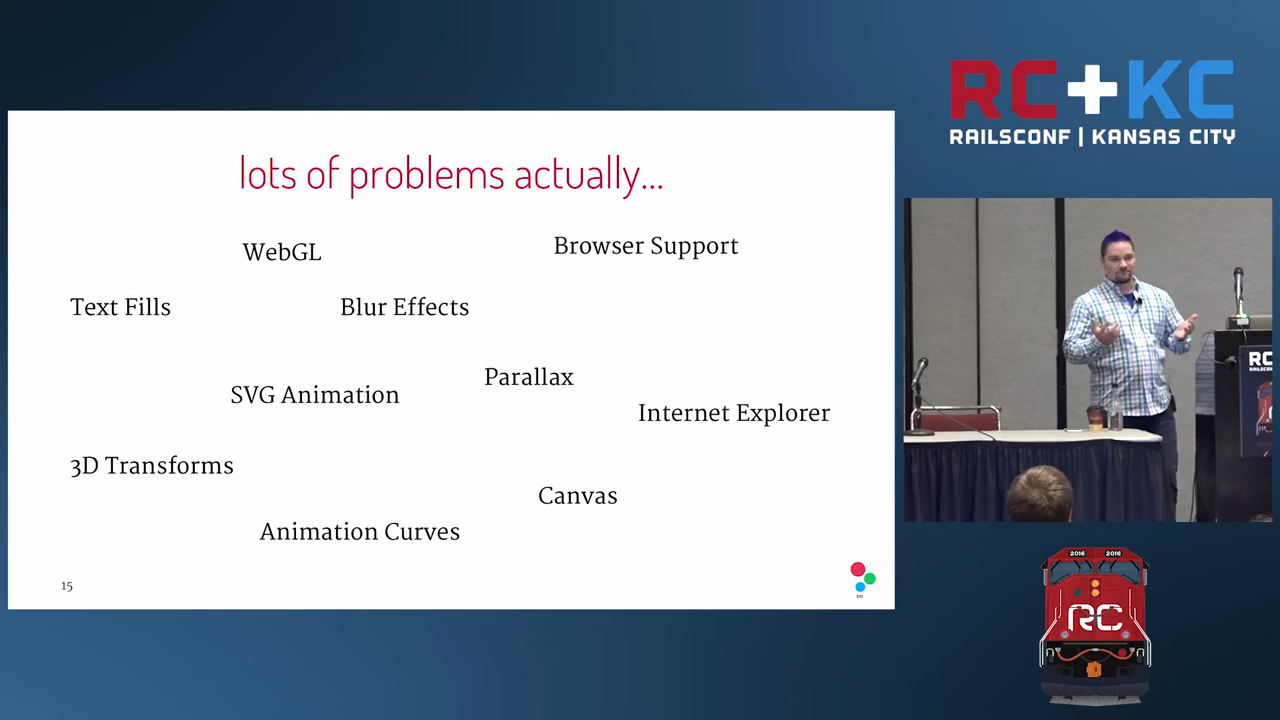 RC+KC
RAILSCONF | KANSAS CITY
lots of problems actually...
WebGL
Browser Support
Text Fills
Blur Effects
SVG Animation
Parallax
Internet Explorer
3D Transforms
Canvas
Animation Curves
15
tm
RC
2016 2016
RC